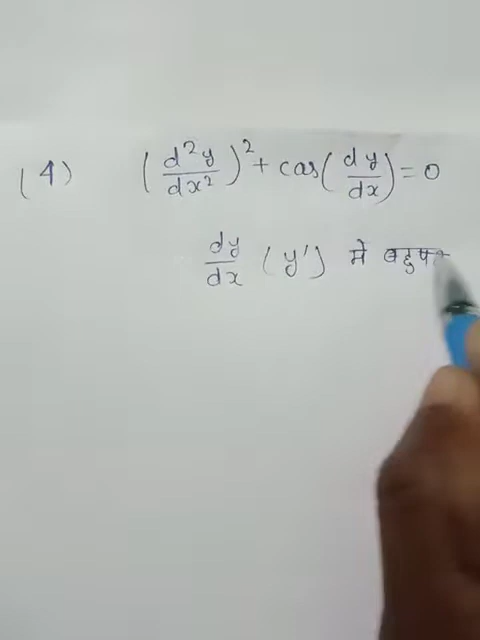 (4) (d²y/dx²)² + cos(dy/dx) = 0
dy/dx (y') मे